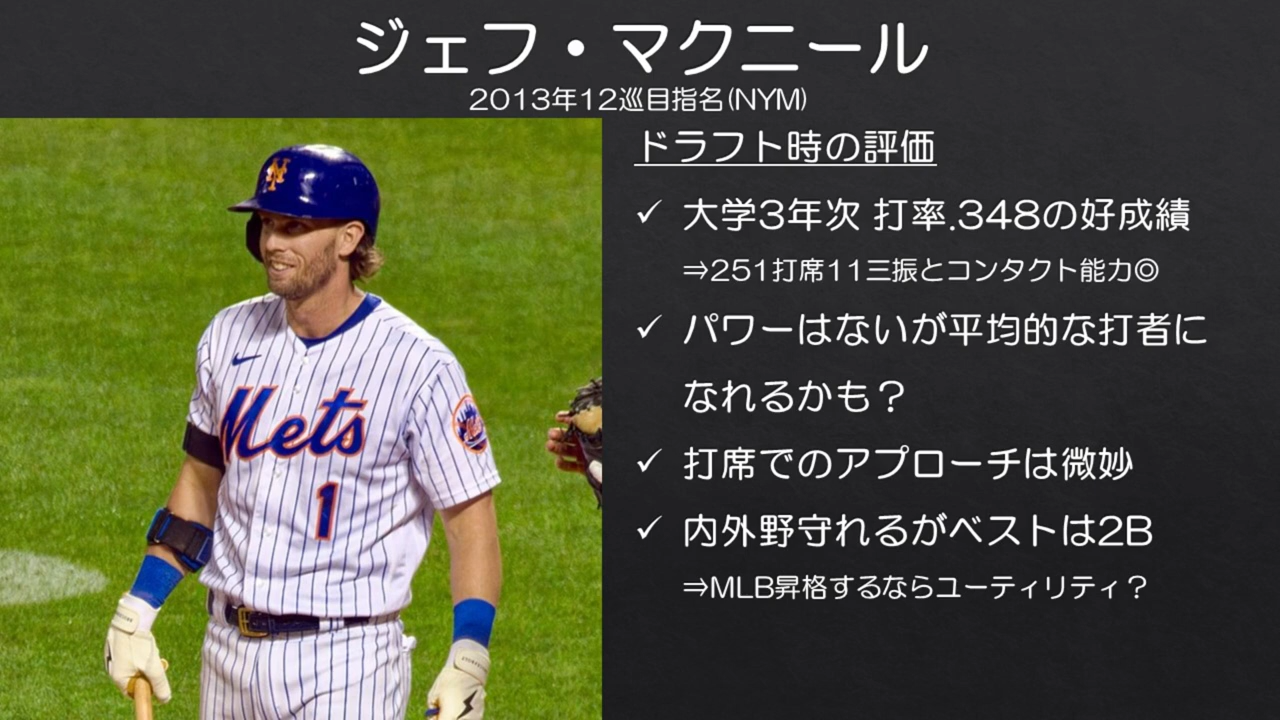 ジェフ・マクニール
2013年12巡目指名(NYM)
ドラフト時の評価
✓ 大学3年次 打率.348の好成績
⇒251打席11三振とコンタクト能力◎
✓ パワーはないが平均的な打者に
なれるかも？
✓ 打席でのアプローチは微妙
✓ 内外野守れるがベストは2B
⇒MLB昇格するならユーティリティ？
NY
Mets
1